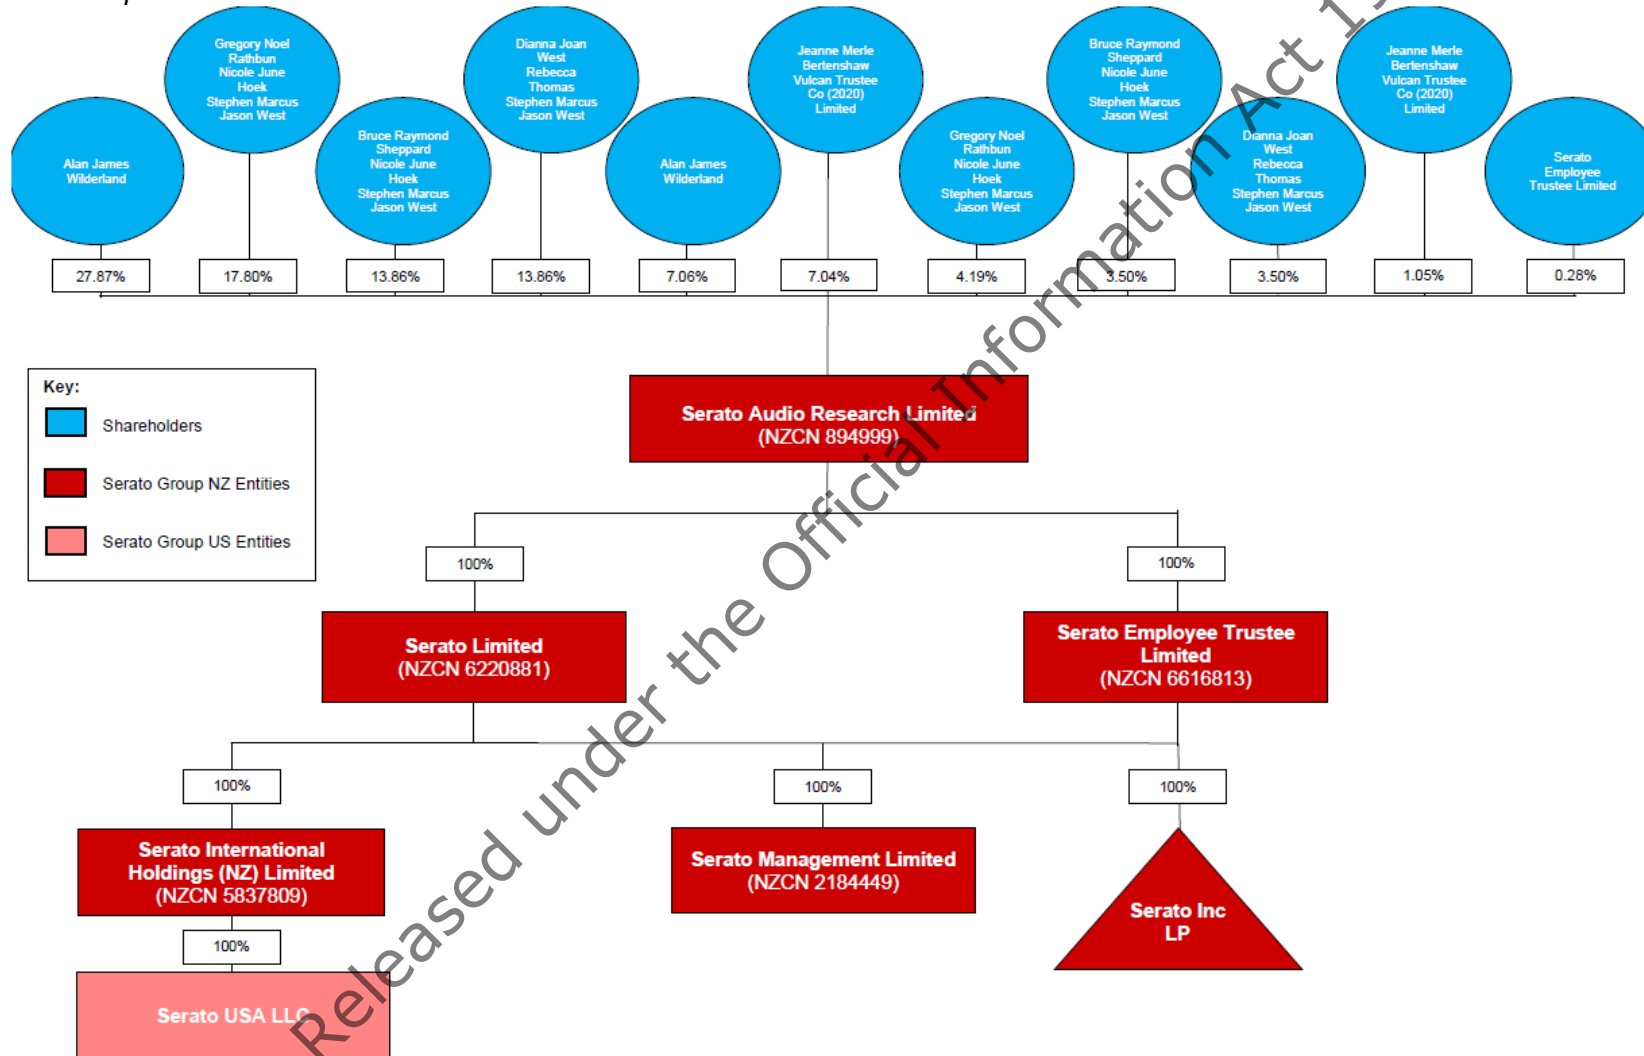 Gregory Noel
Rathbun
Nicole June
Hoek
Stephen Marcus
Jason West
Dianna Joan
West
Rebecca
Thomas
Stephen Marcus
Jason West
Jeanne Merle
Bertenshaw
Vulcan Trustee
Co (2020)
Limited
Bruce Raymond
Sheppard
Nicole June
Hoek
Stephen Marcus
Jason West
Jeanne Merle
Bertenshaw
Vulcan Trustee
Co (2020)
Limited
Alan James
Wilderland
Bruce Raymond
Sheppard
Nicole June
Hoek
Stephen Marcus
Jason West
Alan James
Wilderland
Gregory Noel
Rathbun
Nicole June
Hoek
Stephen Marcus
Jason West
Dianna Joan
West
Rebecca
Thomas
Stephen Marcus
Jason West
Serato
Employee
Trustee Limited
27.87%
17.80%
13.86%
13.86%
7.06%
7.04%
4.19%
3.50%
3.50%
1.05%
0.28%
Key:
Shareholders
Serato Group NZ Entities
Serato Group US Entities
Serato Audio Research Limited
(NZCN 894999)
100%
100%
Serato Limited
(NZCN 6220881)
Serato Employee Trustee
Limited
(NZCN 6616813)
100%
100%
100%
Serato International
Holdings (NZ) Limited
(NZCN 5837809)
Serato Management Limited
(NZCN 2184449)
Serato Inc
LP
100%
Serato USA LLC
Released under the Official Information Act